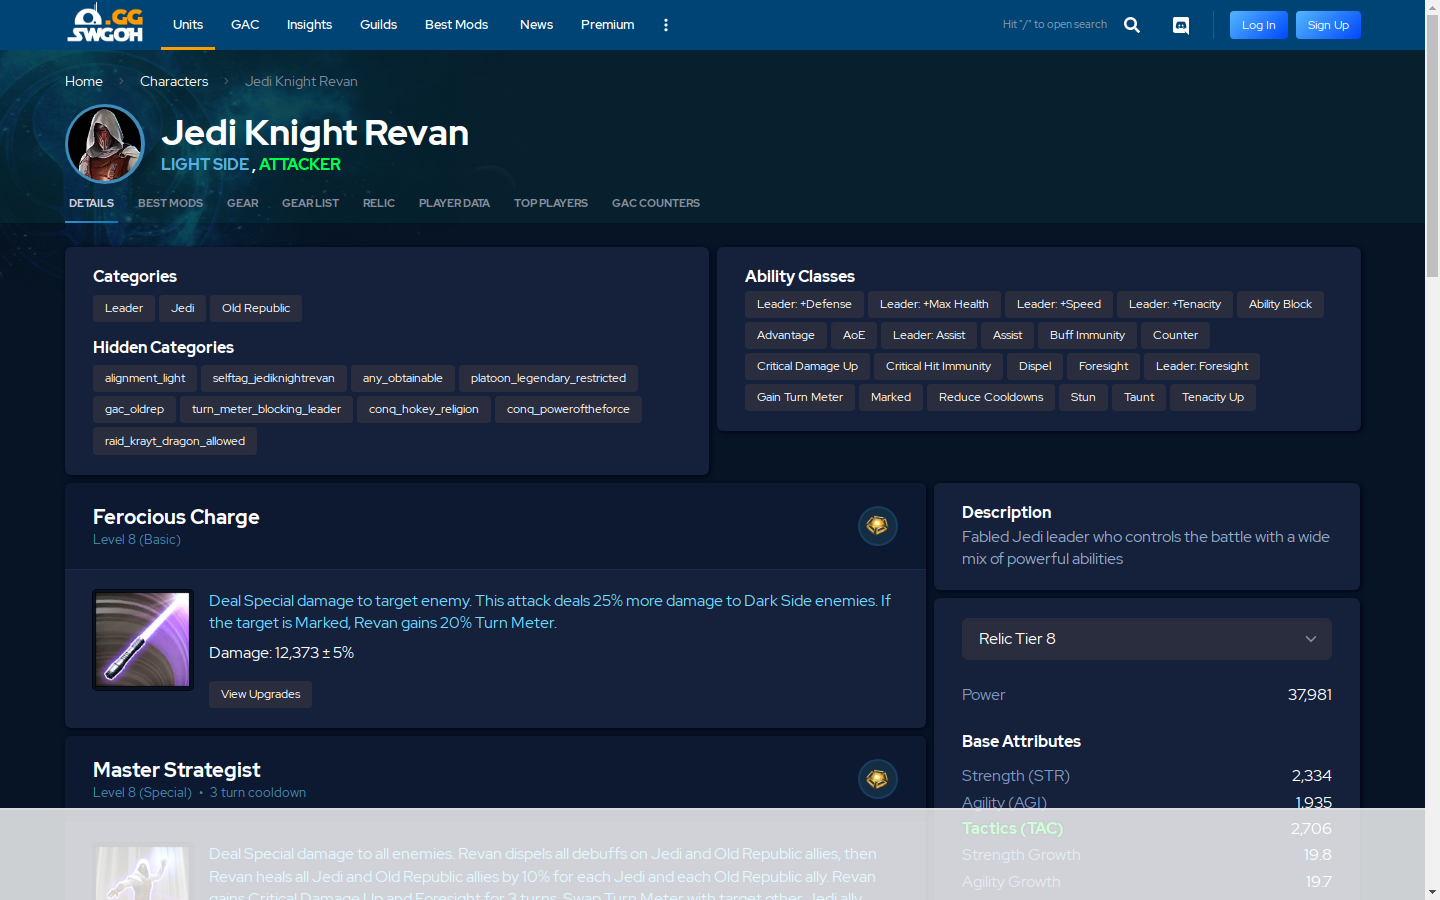 .GG
SWGOH
Units
GAC
Insights
Guilds
Best Mods
News
Premium
Hit "/" to open search
Log In
Sign Up
Home
Characters
Jedi Knight Revan
Jedi Knight Revan
LIGHT SIDE , ATTACKER
DETAILS
BEST MODS
GEAR
GEAR LIST
RELIC
PLAYER DATA
TOP PLAYERS
GAC COUNTERS
Categories
Leader
Jedi
Old Republic
Hidden Categories
alignment_light
selftag_jediknightrevan
any_obtainable
platoon_legendary_restricted
gac_oldrep
turn_meter_blocking_leader
conq_hokey_religion
conq_poweroftheforce
raid_krayt_dragon_allowed
Ability Classes
Leader: +Defense
Leader: +Max Health
Leader: +Speed
Leader: +Tenacity
Ability Block
Advantage
AoE
Leader: Assist
Assist
Buff Immunity
Counter
Critical Damage Up
Critical Hit Immunity
Dispel
Foresight
Leader: Foresight
Gain Turn Meter
Marked
Reduce Cooldowns
Stun
Taunt
Tenacity Up
Ferocious Charge
Level 8 (Basic)
Deal Special damage to target enemy. This attack deals 25% more damage to Dark Side enemies. If
the target is Marked, Revan gains 20% Turn Meter.
Damage: 12,373 ± 5%
View Upgrades
Master Strategist
Level 8 (Special) • 3 turn cooldown
Deal Special damage to all enemies. Revan dispels all debuffs on Jedi and Old Republic allies, then
Revan heals all Jedi and Old Republic allies by 10% for each Jedi and each Old Republic ally. Revan
gains Critical Damage Up and Foresight for 3 turns. Swap Turn Meter with target other Jedi ally
Description
Fabled Jedi leader who controls the battle with a wide
mix of powerful abilities
Relic Tier 8
Power 37,981
Base Attributes
Strength (STR) 2,334
Agility (AGI) 1,935
Tactics (TAC) 2,706
Strength Growth 19.8
Agility Growth 19.7